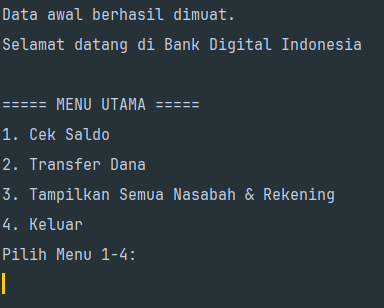 Data awal berhasil dimuat.
Selamat datang di Bank Digital Indonesia
===== MENU UTAMA =====
1. Cek Saldo
2. Transfer Dana
3. Tampilkan Semua Nasabah & Rekening
4. Keluar
Pilih Menu 1-4: